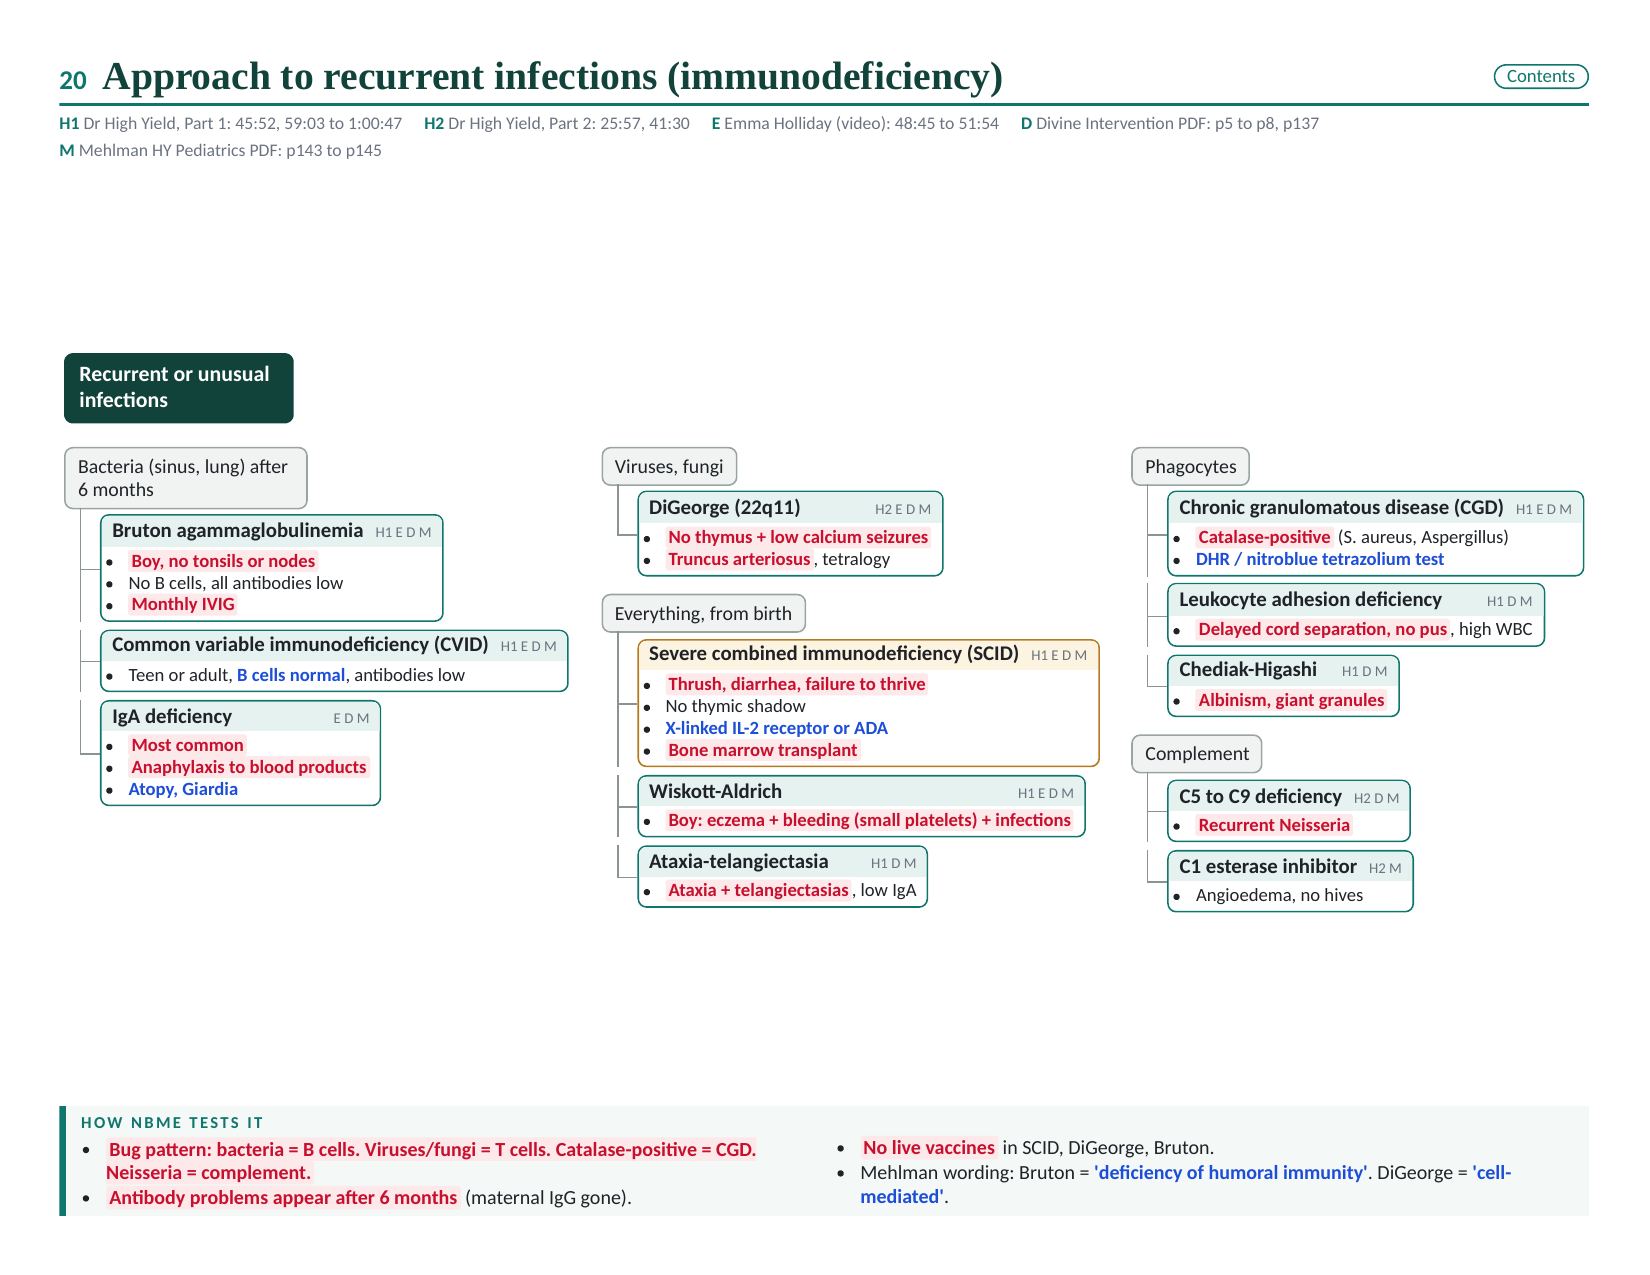 20 Approach to recurrent infections (immunodeficiency)
Contents
H1 Dr High Yield, Part 1: 45:52, 59:03 to 1:00:47 H2 Dr High Yield, Part 2: 25:57, 41:30 E Emma Holliday (video): 48:45 to 51:54 D Divine Intervention PDF: p5 to p8, p137
M Mehlman HY Pediatrics PDF: p143 to p145
Recurrent or unusual
infections
Bacteria (sinus, lung) after
6 months
Bruton agammaglobulinemia H1 E D M
• Boy, no tonsils or nodes
• No B cells, all antibodies low
• Monthly IVIG
Common variable immunodeficiency (CVID) H1 E D M
• Teen or adult, B cells normal, antibodies low
IgA deficiency E D M
• Most common
• Anaphylaxis to blood products
• Atopy, Giardia
Viruses, fungi
DiGeorge (22q11) H2 E D M
• No thymus + low calcium seizures
• Truncus arteriosus, tetralogy
Everything, from birth
Severe combined immunodeficiency (SCID) H1 E D M
• Thrush, diarrhea, failure to thrive
• No thymic shadow
• X-linked IL-2 receptor or ADA
• Bone marrow transplant
Wiskott-Aldrich H1 E D M
• Boy: eczema + bleeding (small platelets) + infections
Ataxia-telangiectasia H1 D M
• Ataxia + telangiectasias, low IgA
Phagocytes
Chronic granulomatous disease (CGD) H1 E D M
• Catalase-positive (S. aureus, Aspergillus)
• DHR / nitroblue tetrazolium test
Leukocyte adhesion deficiency H1 D M
• Delayed cord separation, no pus, high WBC
Chediak-Higashi H1 D M
• Albinism, giant granules
Complement
C5 to C9 deficiency H2 D M
• Recurrent Neisseria
C1 esterase inhibitor H2 M
• Angioedema, no hives
HOW NBME TESTS IT
• Bug pattern: bacteria = B cells. Viruses/fungi = T cells. Catalase-positive = CGD.
Neisseria = complement.
• Antibody problems appear after 6 months (maternal IgG gone).
• No live vaccines in SCID, DiGeorge, Bruton.
• Mehlman wording: Bruton = 'deficiency of humoral immunity'. DiGeorge = 'cell-
mediated'.